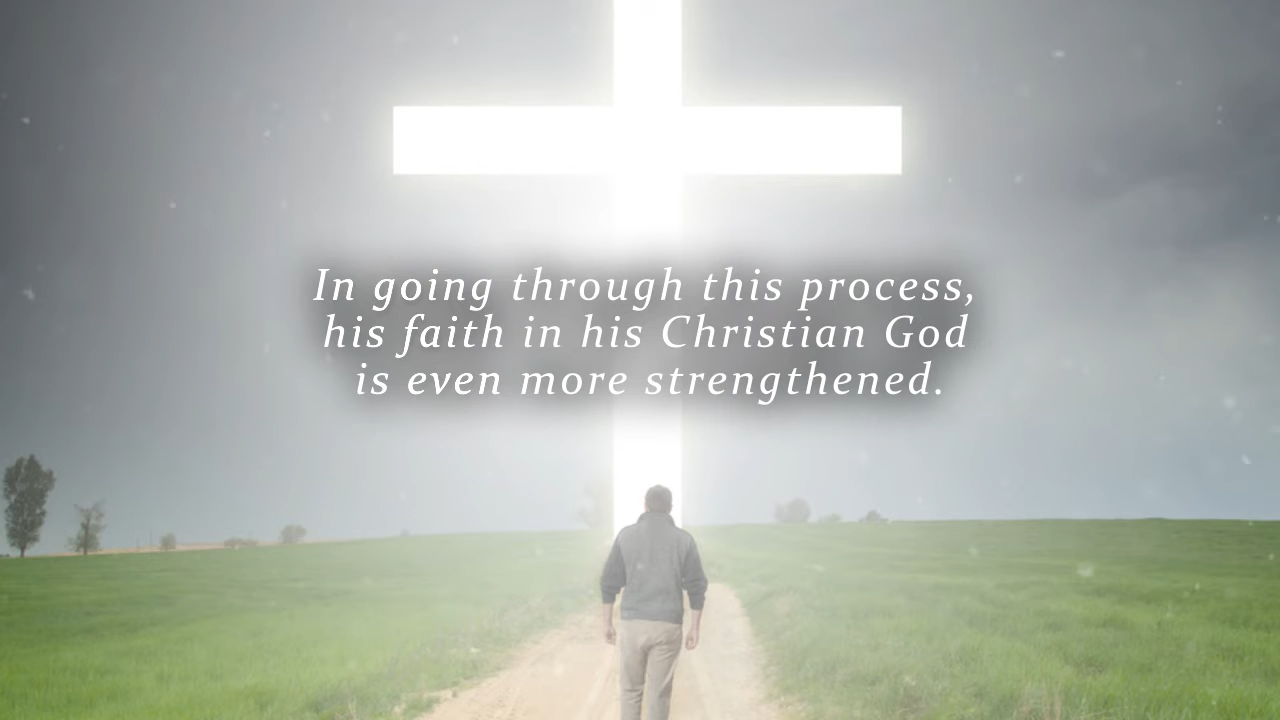 In going through this process,
his faith in his Christian God
is even more strengthened.